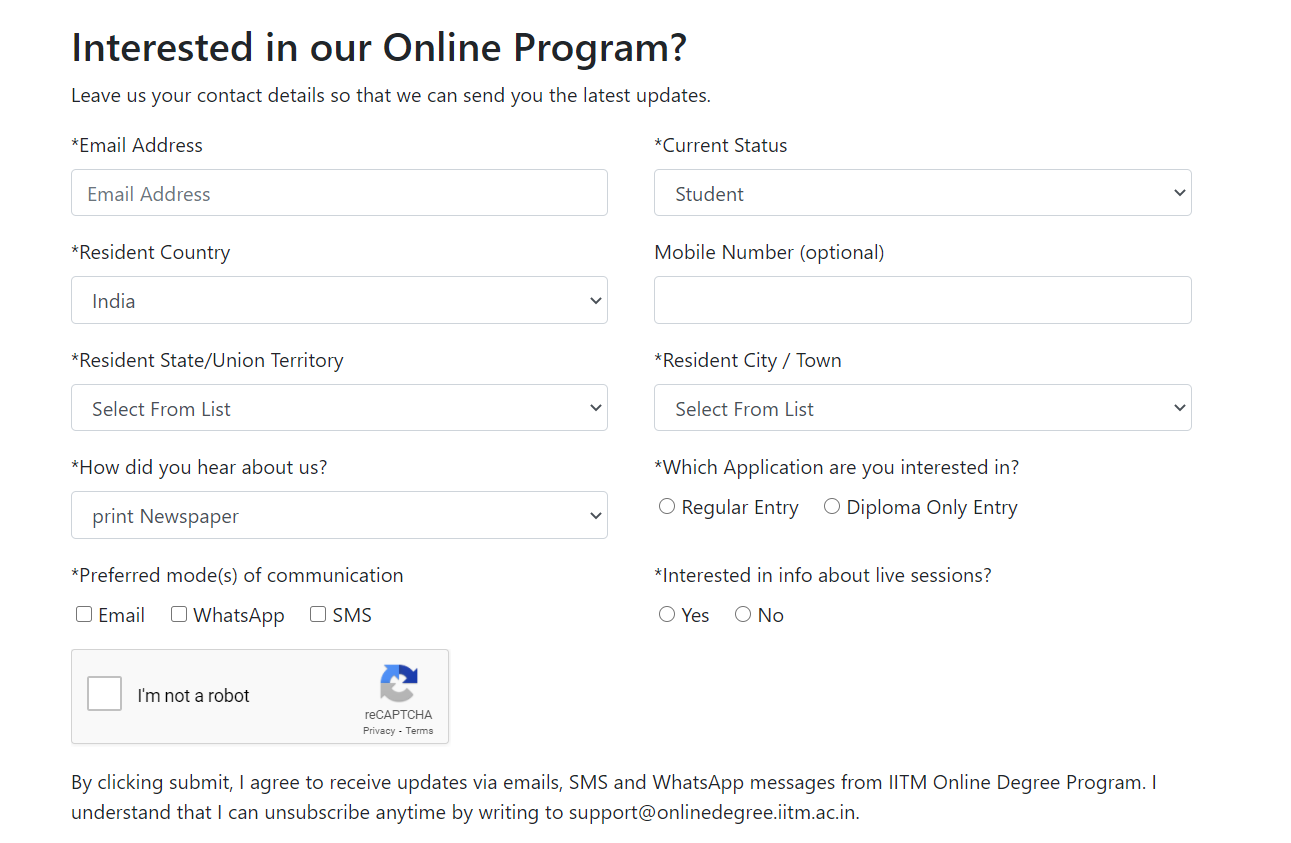 Interested in our Online Program?
Leave us your contact details so that we can send you the latest updates.
*Email Address
Email Address
*Current Status
Student
*Resident Country
India
Mobile Number (optional)
*Resident State/Union Territory
Select From List
*Resident City / Town
Select From List
*How did you hear about us?
print Newspaper
*Which Application are you interested in?
Regular Entry Diploma Only Entry
*Preferred mode(s) of communication
Email WhatsApp SMS
*Interested in info about live sessions?
Yes No
I'm not a robot
reCAPTCHA
Privacy - Terms
By clicking submit, I agree to receive updates via emails, SMS and WhatsApp messages from IITM Online Degree Program. I
understand that I can unsubscribe anytime by writing to support@onlinedegree.iitm.ac.in.